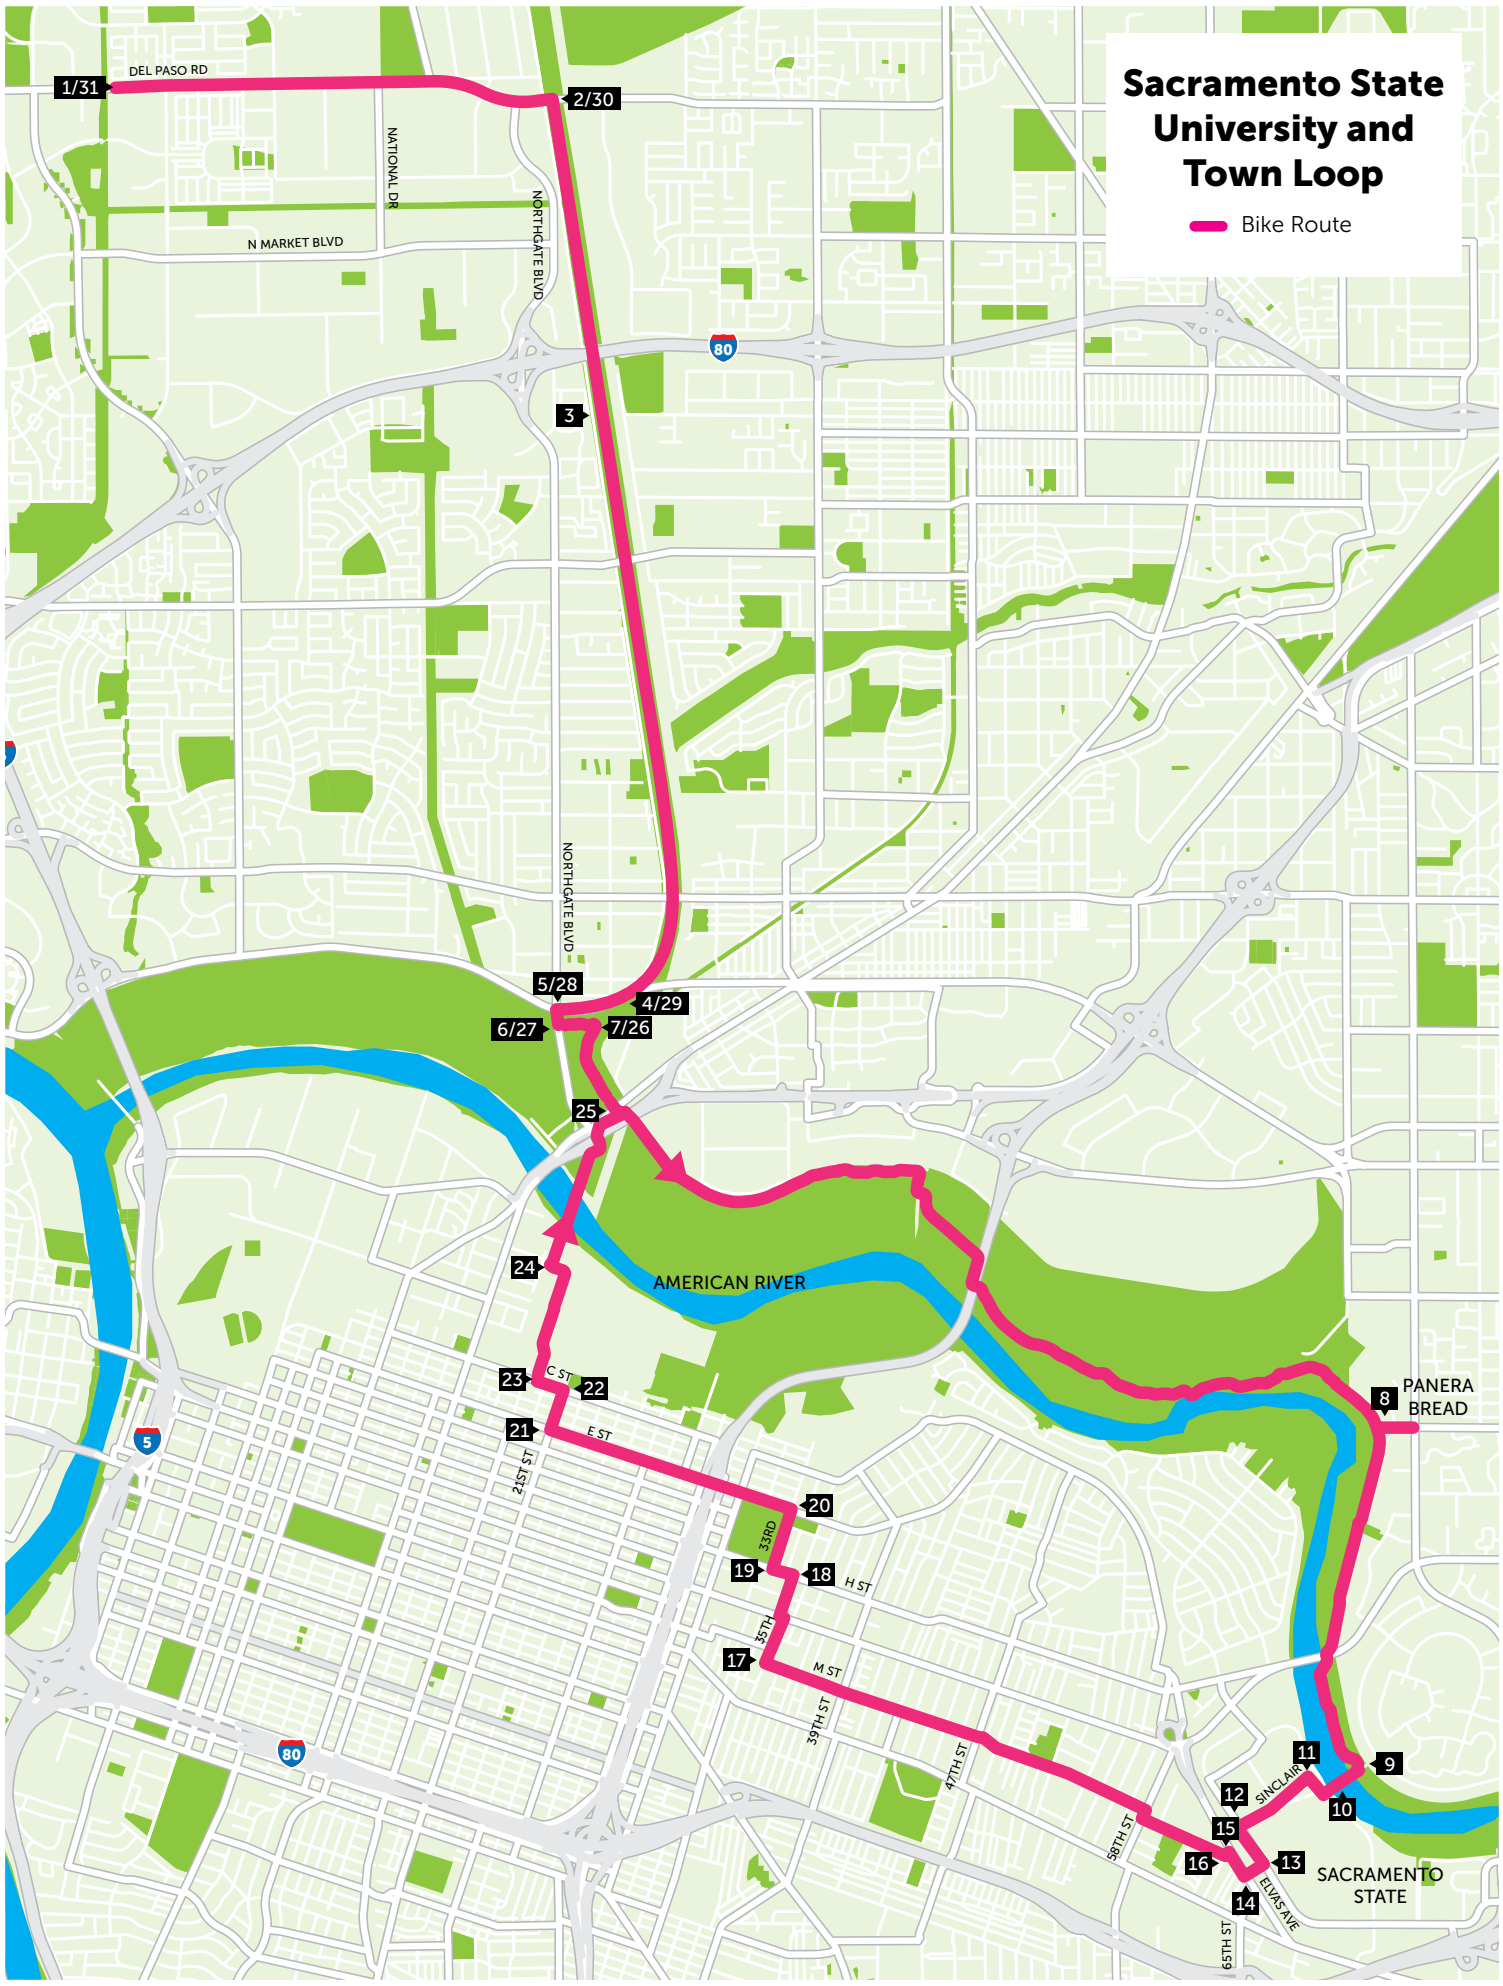 Sacramento State
University and
Town Loop
Bike Route
DEL PASO RD
1/31
2/30
NATIONAL DR
NORTHGATE BLVD
N MARKET BLVD
80
3
NORTHGATE BLVD
5/28
4/29
6/27
7/26
25
24
AMERICAN RIVER
23
C ST
22
21
E ST
21ST ST
5
8
PANERA
BREAD
20
33RD
19
18
H ST
35TH
17
M ST
39TH ST
47TH ST
58TH ST
80
11
9
SINCLAIR
12
10
15
16
13
14
SACRAMENTO
STATE
ELVAS AVE
65TH ST